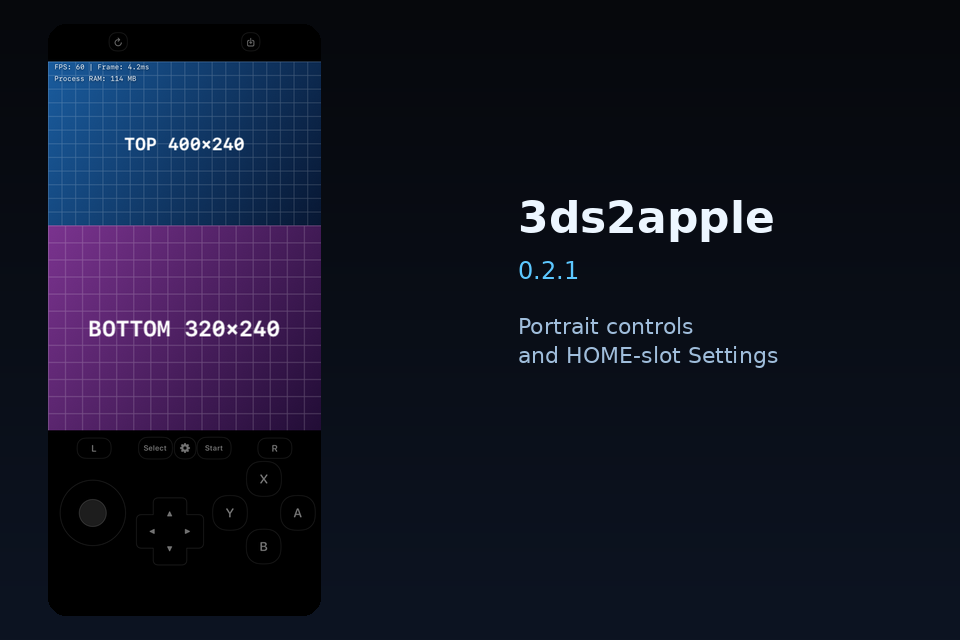 FPS: 60 | Frame: 4.2ms
Process RAM: 114 MB
TOP 400×240
BOTTOM 320×240
L Select Start R
X
Y A
B
3ds2apple
0.2.1
Portrait controls
and HOME-slot Settings